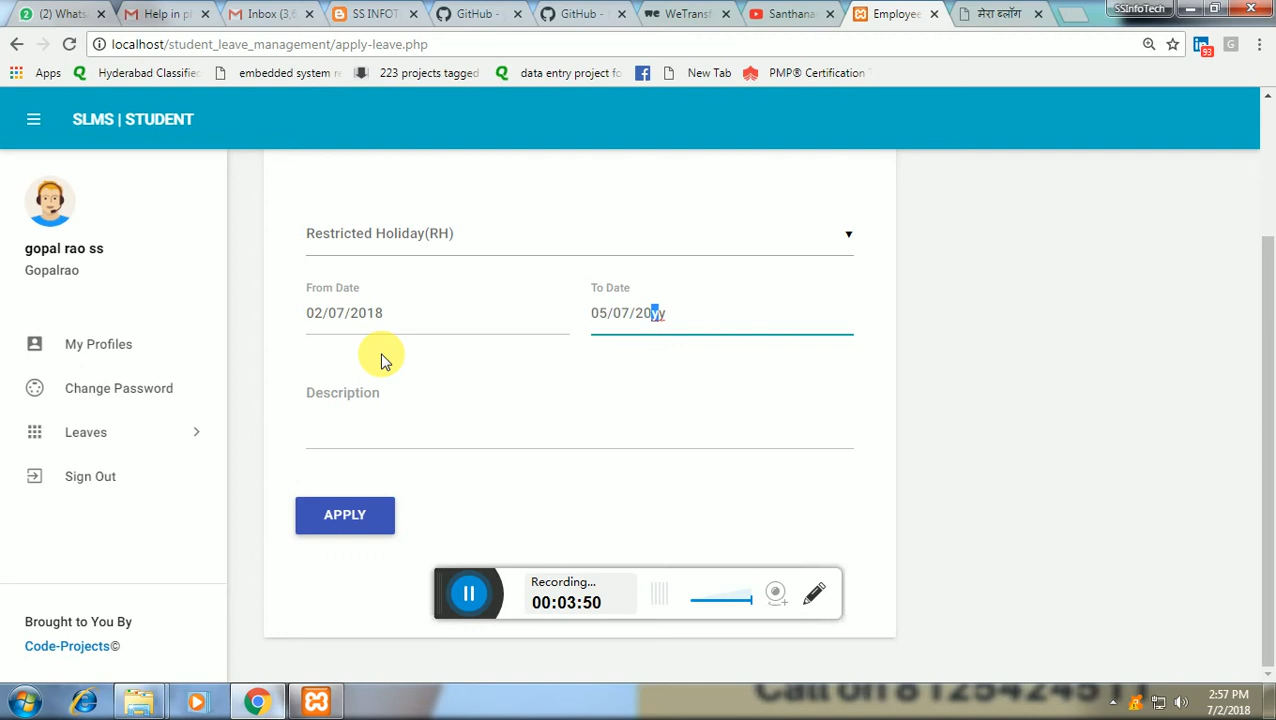 (2) Whats
Help in p
Inbox (3,5
SS INFOT
GitHub -
GitHub -
WeTransf
Santhana
Employee
मेरा ब्लॉग
SSInfoTech
localhost/student_leave_management/apply-leave.php
93
G
Apps
Hyderabad Classifie
embedded system re
223 projects tagged
data entry project fo
New Tab
PMP® Certification
SLMS | STUDENT
gopal rao ss
Gopalrao
My Profiles
Change Password
Leaves
Sign Out
Brought to You By
Code-Projects©
Restricted Holiday(RH)
From Date
To Date
02/07/2018
05/07/20yy
Description
APPLY
Recording...
00:03:50
2:57 PM
7/2/2018